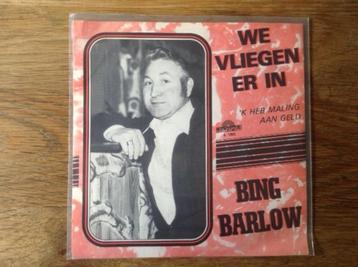 WE
VLIEGEN
ER IN
'K HEB MALING
AAN GELD
BING
BARLOW